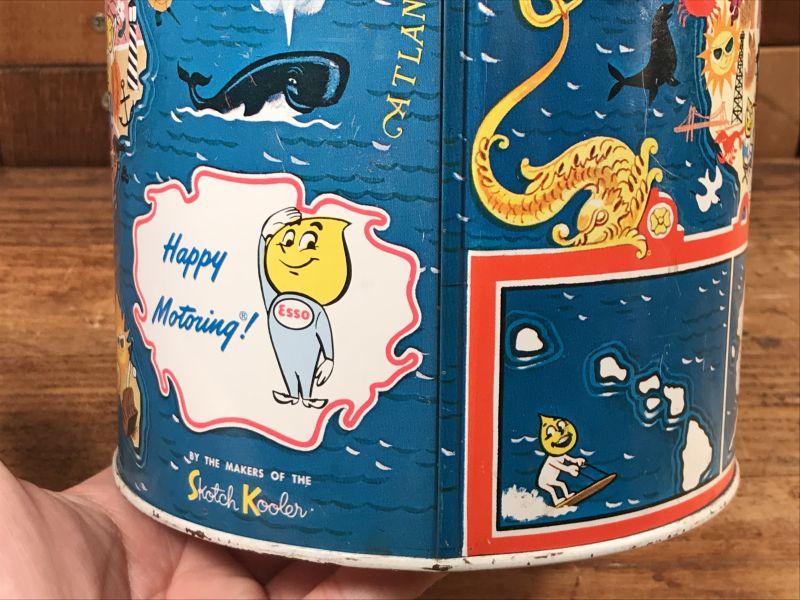 ATLAN
Happy
Motoring®!
Esso
BY THE MAKERS OF THE
Skotch Kooler.